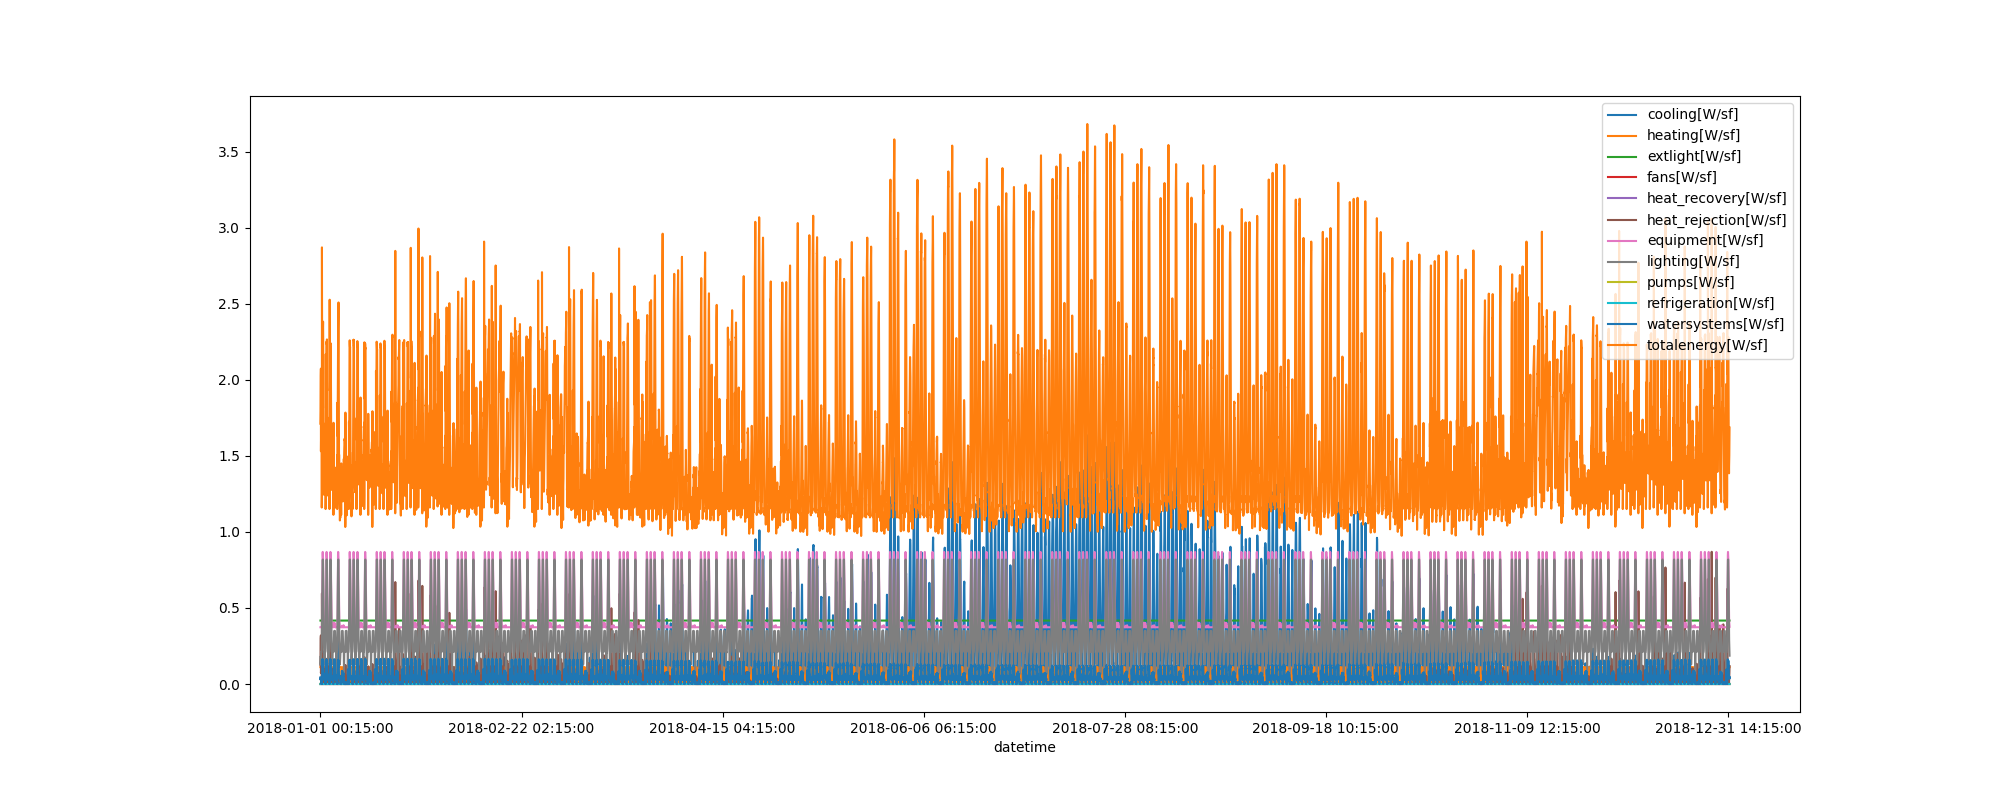 3.5
3.0
2.5
2.0
1.5
1.0
0.5
0.0
cooling[W/sf]
heating[W/sf]
extlight[W/sf]
fans[W/sf]
heat_recovery[W/sf]
heat_rejection[W/sf]
equipment[W/sf]
lighting[W/sf]
pumps[W/sf]
refrigeration[W/sf]
watersystems[W/sf]
totalenergy[W/sf]
2018-01-01 00:15:00 2018-02-22 02:15:00 2018-04-15 04:15:00 2018-06-06 06:15:00 2018-07-28 08:15:00 2018-09-18 10:15:00 2018-11-09 12:15:00 2018-12-31 14:15:00
datetime